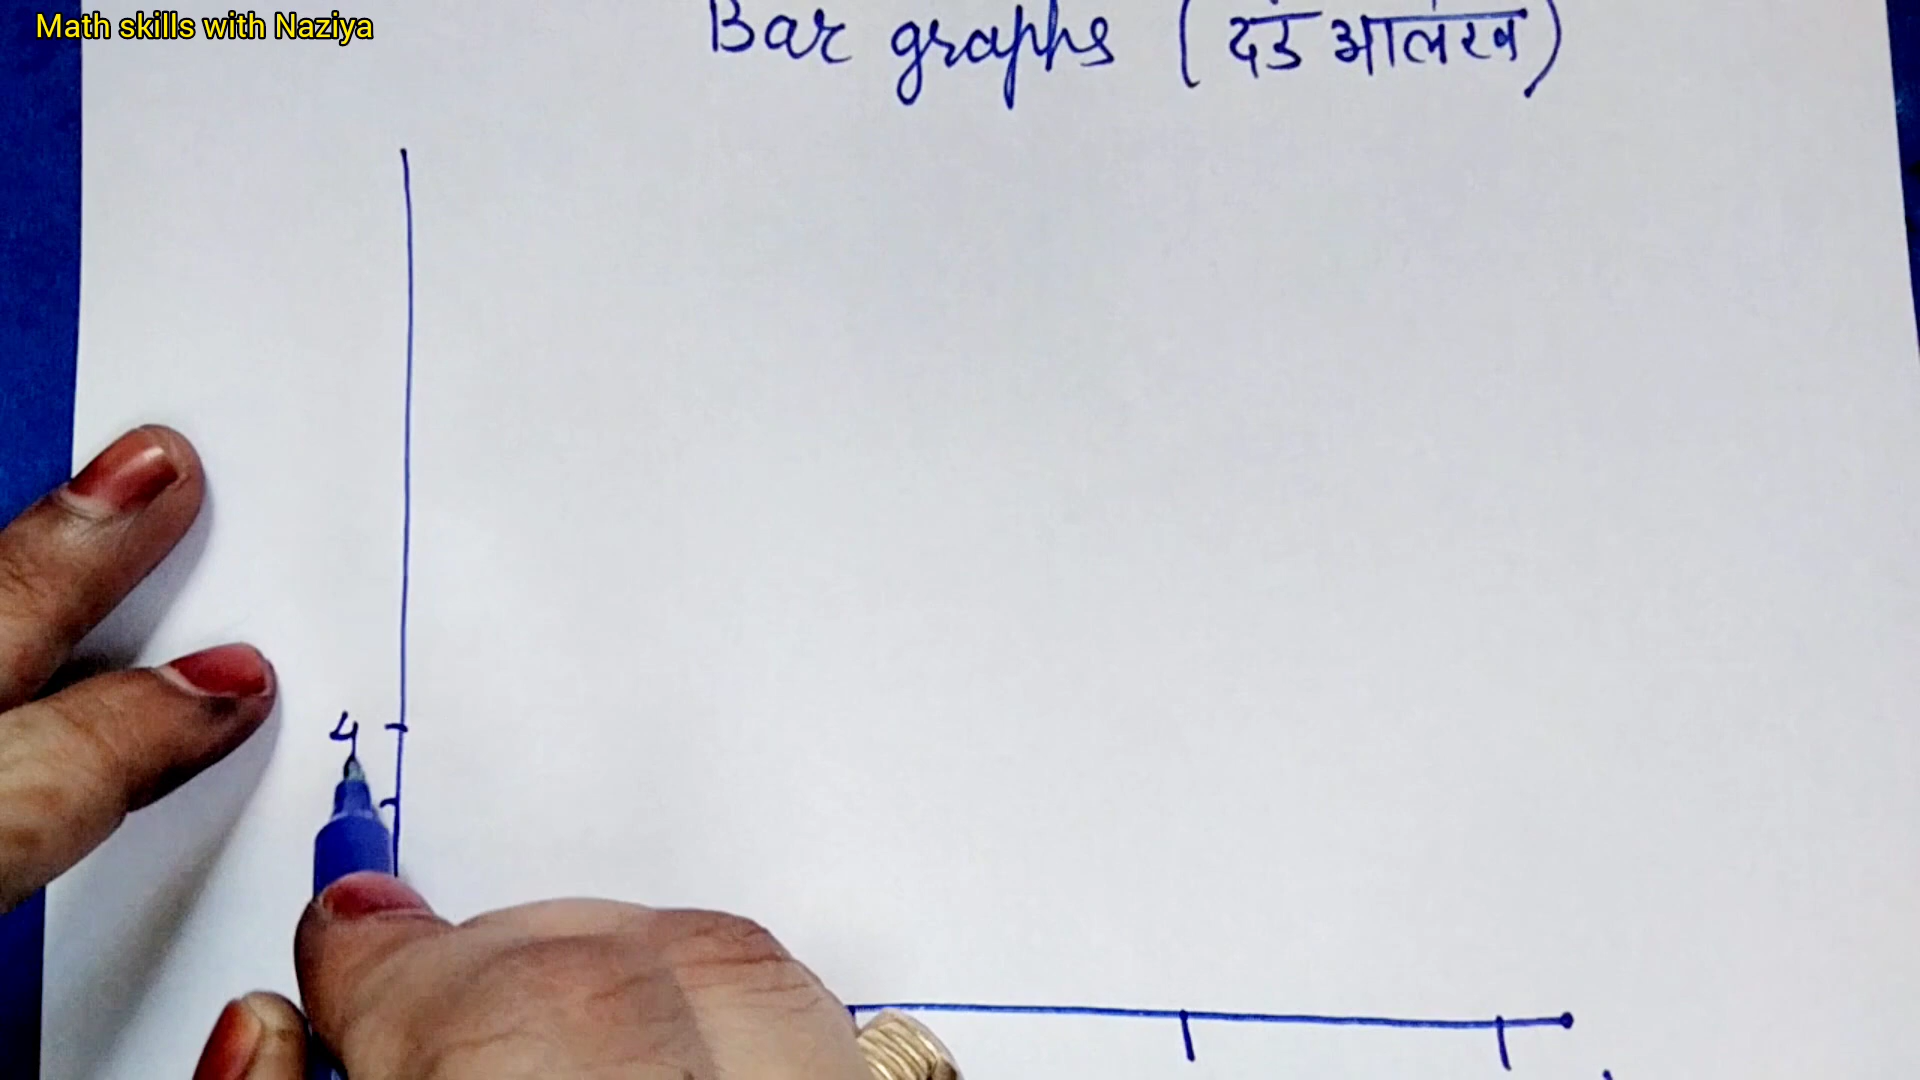 Math skills with Naziya
Bar graphs (दंड आलेख)
4